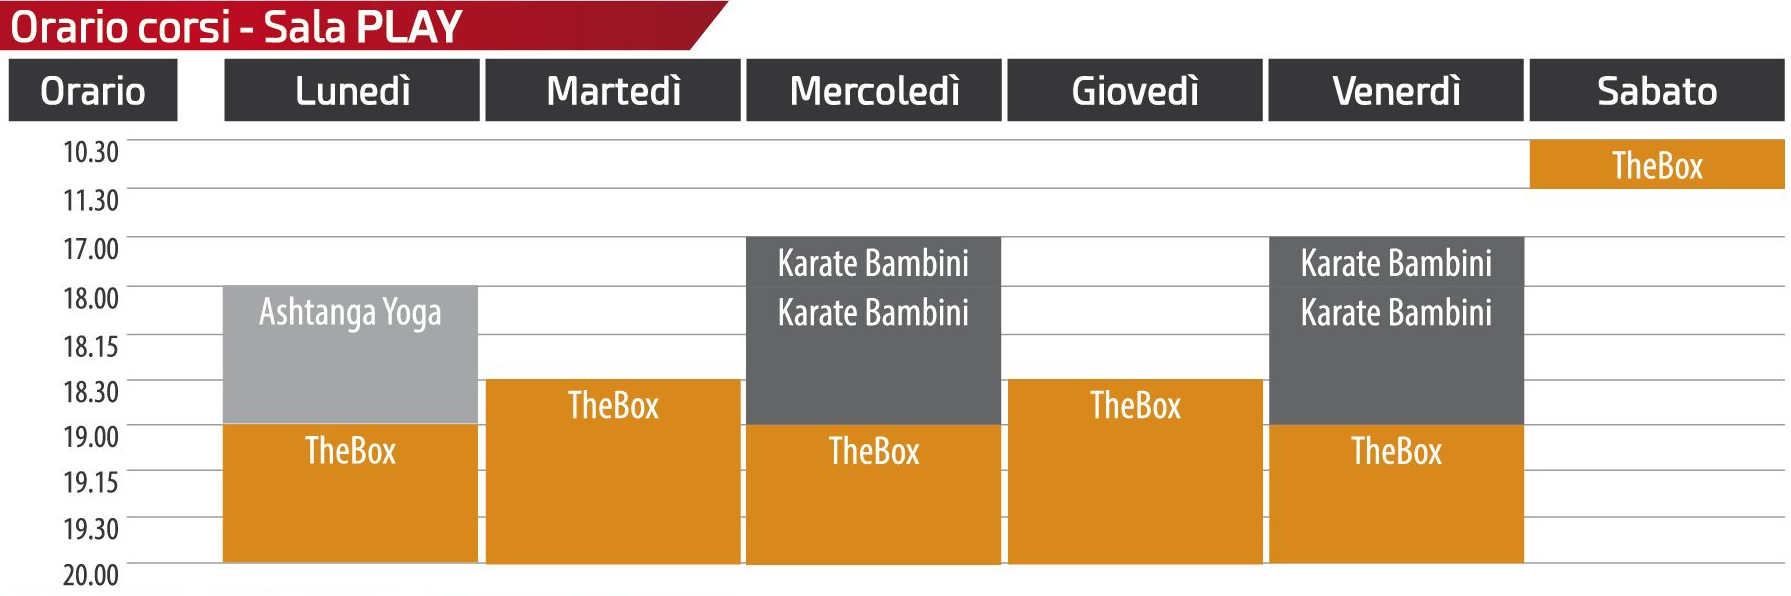 Orario corsi - Sala PLAY
Orario Lunedì Martedì Mercoledì Giovedì Venerdì Sabato
10.30
TheBox
11.30
17.00
Karate Bambini Karate Bambini
18.00
Ashtanga Yoga Karate Bambini Karate Bambini
18.15
18.30
TheBox TheBox
19.00
TheBox TheBox TheBox
19.15
19.30
20.00